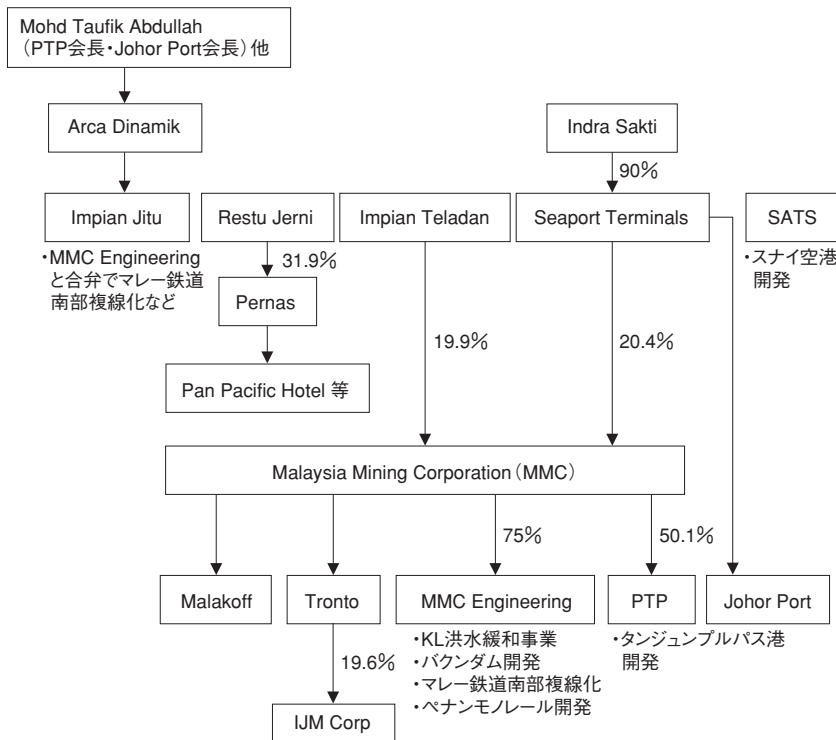 Mohd Taufik Abdullah
（PTP会長・Johor Port会長）他
Arca Dinamik
Indra Sakti
90%
Impian Jitu
Restu Jerni
Impian Teladan
Seaport Terminals
SATS
・MMC Engineering
と合弁でマレー鉄道
南部複線化など
31.9%
・スナイ空港
開発
Pernas
19.9%
20.4%
Pan Pacific Hotel 等
Malaysia Mining Corporation（MMC）
75%
50.1%
Malakoff
Tronto
MMC Engineering
PTP
Johor Port
・KL洪水緩和事業
・バクンダム開発
・マレー鉄道南部複線化
・ペナンモノレール開発
・タンジュンプルパス港
開発
19.6%
IJM Corp